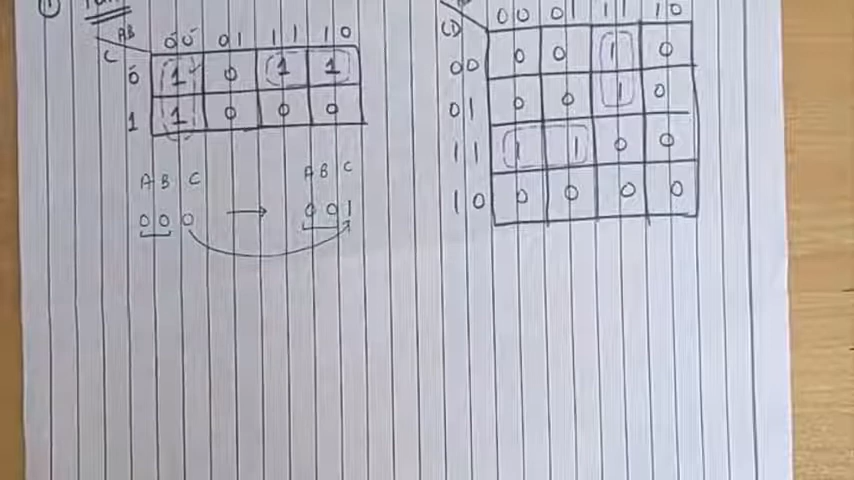 1
AB
00 01 11 10
C
0 1 0 1 1
1 1 0 0 0
A B C A B C
0 0 0 → 0 0 1
00 01 11 10
CD
00 0 0 1 0
01 0 0 1 0
11 1 1 0 0
10 0 0 0 0